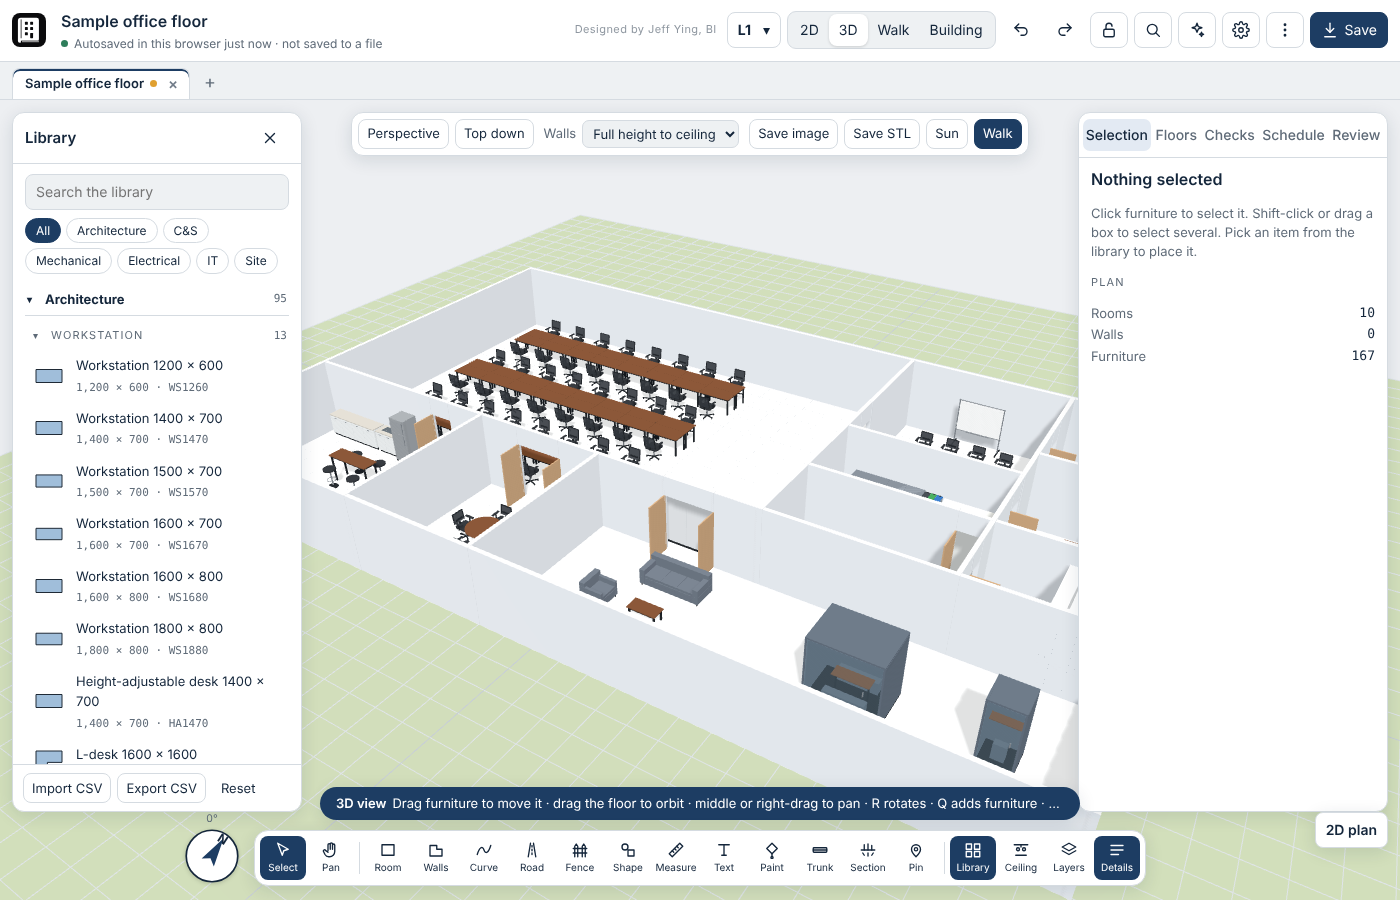 Sample office floor
Autosaved in this browser just now · not saved to a file
Designed by Jeff Ying, BI
L1
2D
3D
Walk
Building
Save
Sample office floor
Library
Search the library
All
Architecture
C&S
Mechanical
Electrical
IT
Site
Architecture 95
WORKSTATION 13
Workstation 1200 × 600
1,200 × 600 · WS1260
Workstation 1400 × 700
1,400 × 700 · WS1470
Workstation 1500 × 700
1,500 × 700 · WS1570
Workstation 1600 × 700
1,600 × 700 · WS1670
Workstation 1600 × 800
1,600 × 800 · WS1680
Workstation 1800 × 800
1,800 × 800 · WS1880
Height-adjustable desk 1400 ×
700
1,400 × 700 · HA1470
L-desk 1600 × 1600
Import CSV
Export CSV
Reset
Perspective
Top down
Walls
Full height to ceiling
Save image
Save STL
Sun
Walk
Selection
Floors
Checks
Schedule
Review
Nothing selected
Click furniture to select it. Shift-click or drag a
box to select several. Pick an item from the
library to place it.
PLAN
Rooms 10
Walls 0
Furniture 167
3D view Drag furniture to move it · drag the floor to orbit · middle or right-drag to pan · R rotates · Q adds furniture · ...
2D plan
0°
N
Select
Pan
Room
Walls
Curve
Road
Fence
Shape
Measure
Text
Paint
Trunk
Section
Pin
Library
Ceiling
Layers
Details